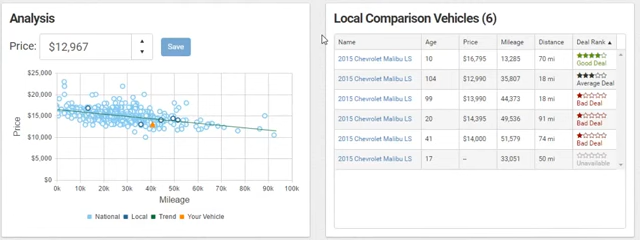 Analysis
Price: $12,967
Save
$25,000
$20,000
$15,000
$10,000
$5,000
$0
Price
0k 10k 20k 30k 40k 50k 60k 70k 80k 90k 100k
Mileage
National Local Trend Your Vehicle
Local Comparison Vehicles (6)
Name Age Price Mileage Distance Deal Rank ▲
2015 Chevrolet Malibu LS 10 $16,795 13,285 70 mi Good Deal
2015 Chevrolet Malibu LS 104 $12,990 35,807 18 mi Average Deal
2015 Chevrolet Malibu LS 99 $13,990 44,373 18 mi Bad Deal
2015 Chevrolet Malibu LS 20 $14,395 49,536 91 mi Bad Deal
2015 Chevrolet Malibu LS 41 $14,000 51,579 74 mi Bad Deal
2015 Chevrolet Malibu LS 17 -- 33,051 50 mi Unavailable